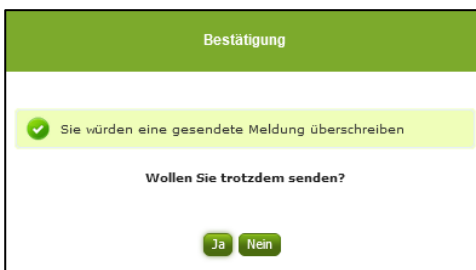 Bestätigung
Sie würden eine gesendete Meldung überschreiben
Wollen Sie trotzdem senden?
Ja Nein